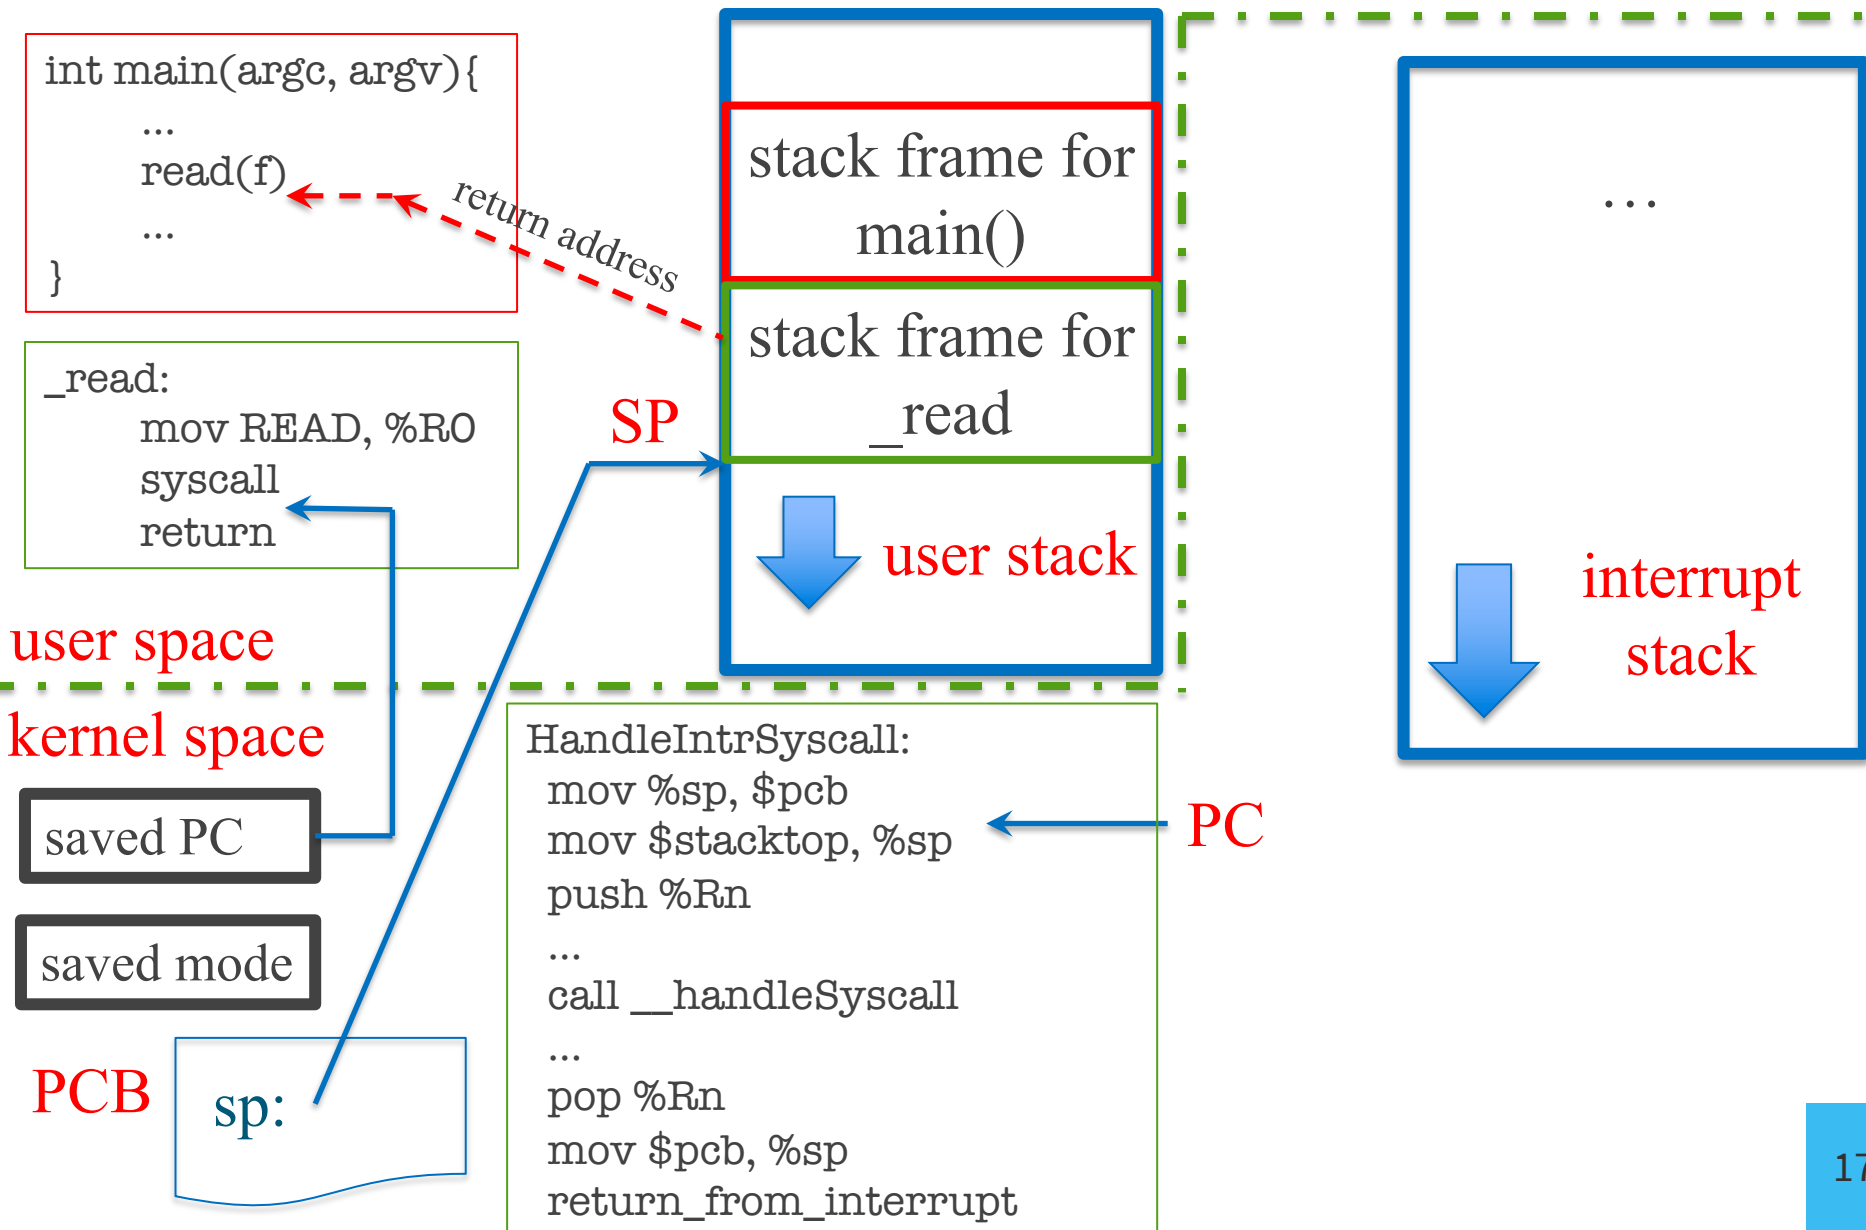 int main(argc, argv){
...
read(f)
...
}
return address
_read:
mov READ, %R0
syscall
return
SP
stack frame for
main()
stack frame for
_read
user stack
...
interrupt
stack
user space
kernel space
saved PC
saved mode
PCB
sp:
HandleIntrSyscall:
mov %sp, $pcb
mov $stacktop, %sp
push %Rn
...
call __handleSyscall
...
pop %Rn
mov $pcb, %sp
return_from_interrupt
PC
17